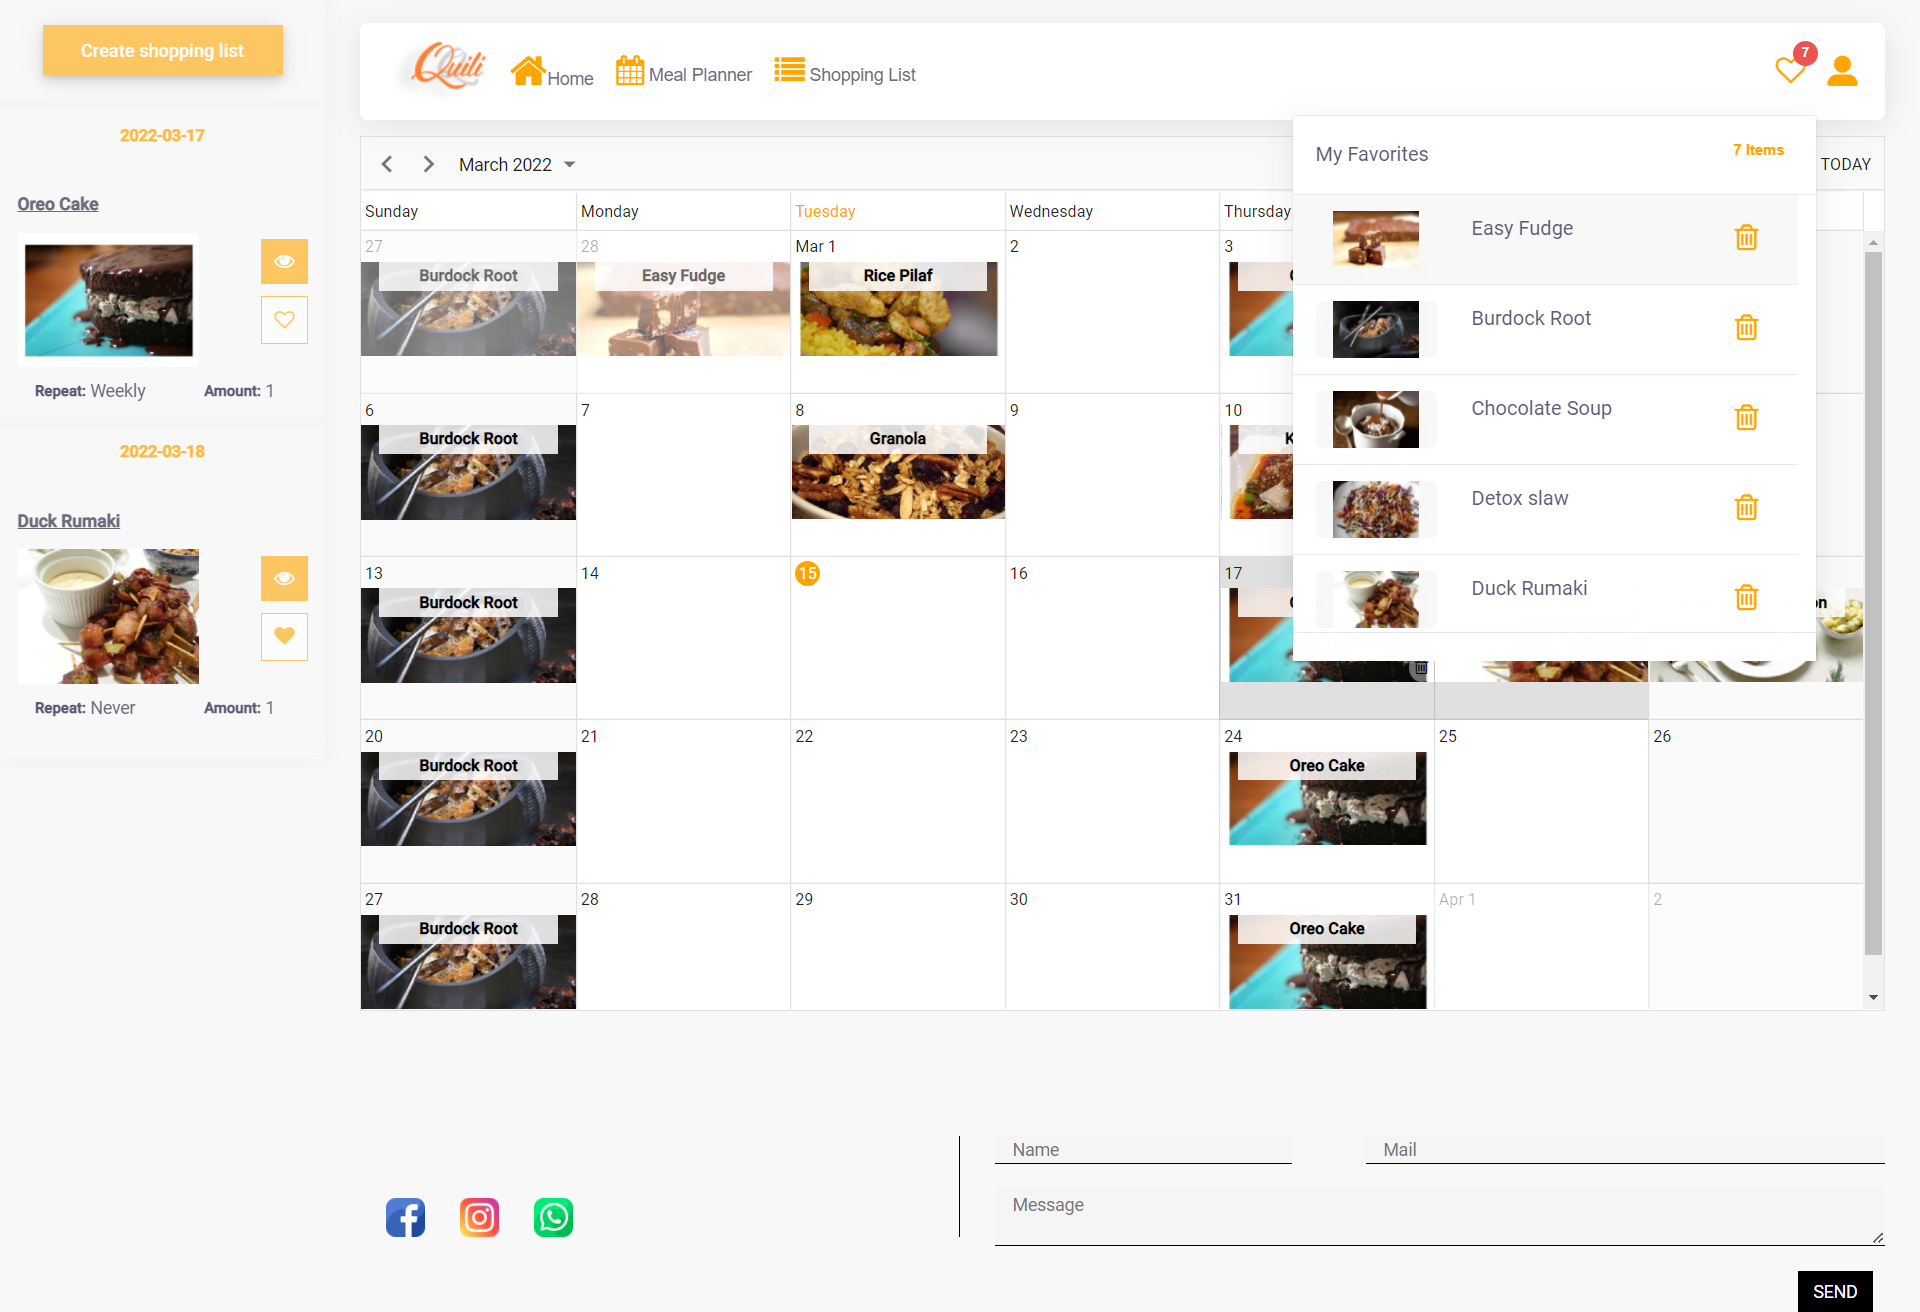 Create shopping list
2022-03-17
Oreo Cake
Repeat: Weekly Amount: 1
2022-03-18
Duck Rumaki
Repeat: Never Amount: 1
Quili
Home
Meal Planner
Shopping List
7
My Favorites
7 Items
Easy Fudge
Burdock Root
Chocolate Soup
Detox slaw
Duck Rumaki
March 2022
TODAY
Sunday Monday Tuesday Wednesday Thursday
27 28 Mar 1 2 3
Burdock Root Easy Fudge Rice Pilaf
6 7 8 9 10
Burdock Root Granola K
13 14 15 16 17
Burdock Root on
20 21 22 23 24 25 26
Burdock Root Oreo Cake
27 28 29 30 31 Apr 1 2
Burdock Root Oreo Cake
Name
Mail
Message
SEND